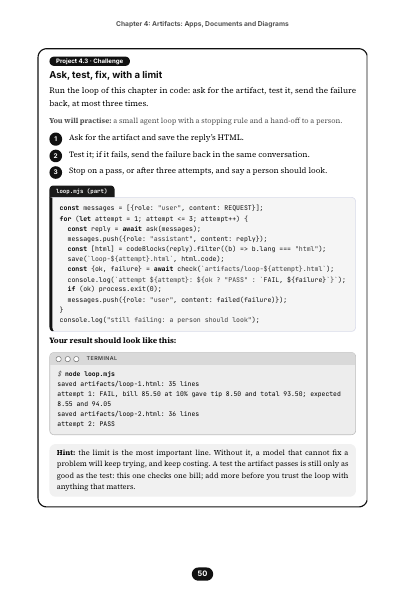 Chapter 4: Artifacts: Apps, Documents and Diagrams
Project 4.3 · Challenge
Ask, test, fix, with a limit
Run the loop of this chapter in code: ask for the artifact, test it, send the failure
back, at most three times.
You will practise: a small agent loop with a stopping rule and a hand-off to a person.
1 Ask for the artifact and save the reply's HTML.
2 Test it; if it fails, send the failure back in the same conversation.
3 Stop on a pass, or after three attempts, and say a person should look.
loop.mjs (part)
const messages = [{role: "user", content: REQUEST}];
for (let attempt = 1; attempt <= 3; attempt++) {
  const reply = await ask(messages);
  messages.push({role: "assistant", content: reply});
  const [html] = codeBlocks(reply).filter((b) => b.lang === "html");
  save(`loop-${attempt}.html`, html.code);
  const {ok, failure} = await check(`artifacts/loop-${attempt}.html`);
  console.log(`attempt ${attempt}: ${ok ? "PASS" : `FAIL, ${failure}`}`);
  if (ok) process.exit(0);
  messages.push({role: "user", content: failed(failure)});
}
console.log("still failing: a person should look");
Your result should look like this:
TERMINAL
$ node loop.mjs
saved artifacts/loop-1.html: 35 lines
attempt 1: FAIL, bill 85.50 at 10% gave tip 8.50 and total 93.50; expected
8.55 and 94.05
saved artifacts/loop-2.html: 36 lines
attempt 2: PASS
Hint: the limit is the most important line. Without it, a model that cannot fix a
problem will keep trying, and keep costing. A test the artifact passes is still only as
good as the test: this one checks one bill; add more before you trust the loop with
anything that matters.
50